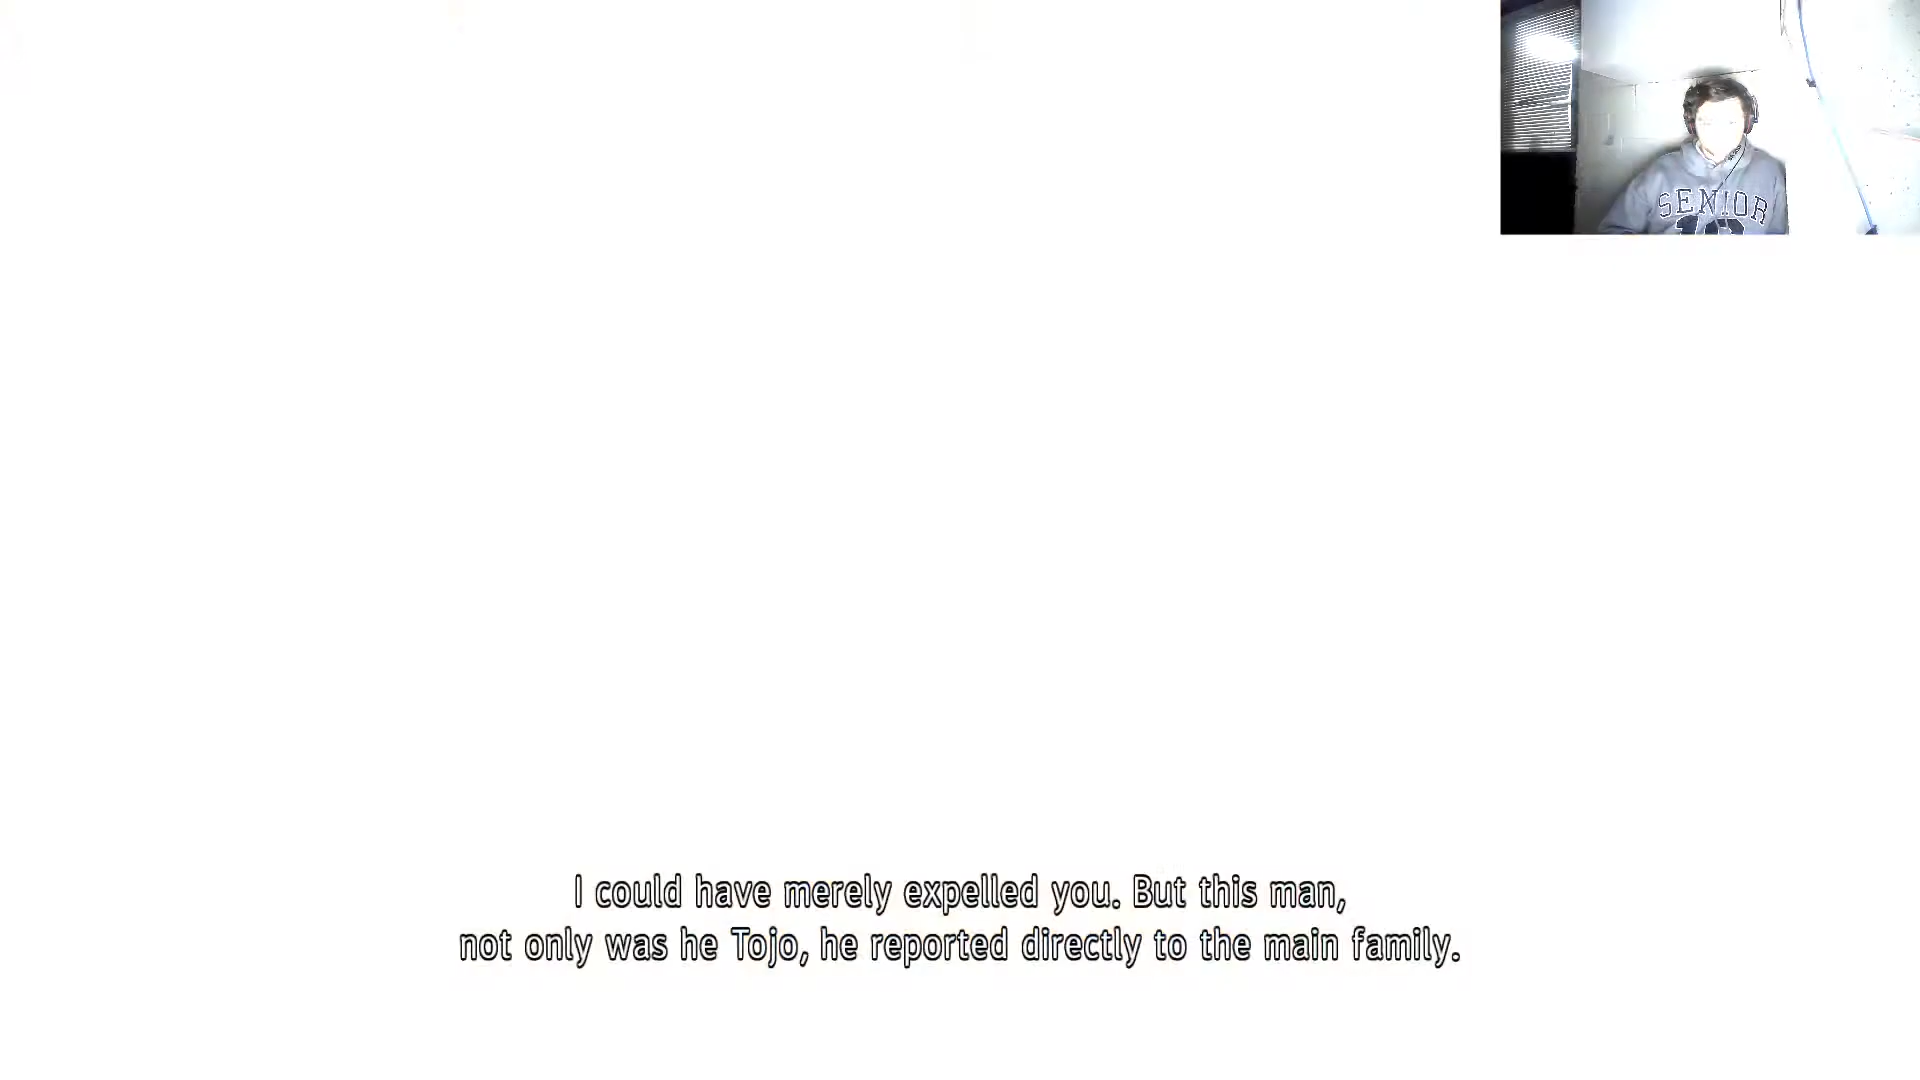 SENIOR
I could have merely expelled you. But this man,
not only was he Tojo, he reported directly to the main family.